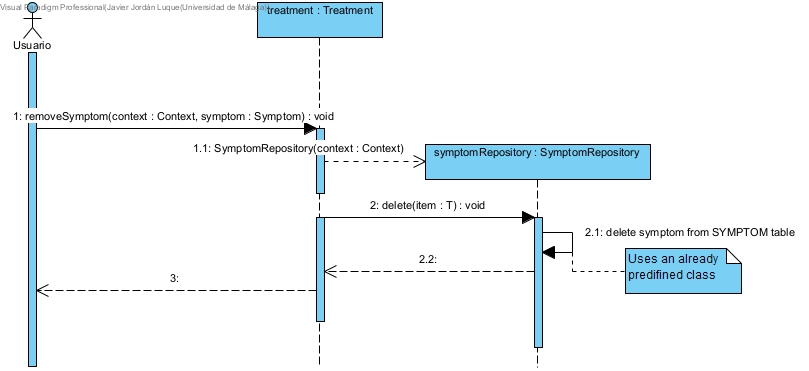 Visual Paradigm Professional(Javier Jordán Luque(Universidad de Málaga
treatment : Treatment
Usuario
1: removeSymptom(context : Context, symptom : Symptom) : void
1.1: SymptomRepository(context : Context)
symptomRepository : SymptomRepository
2: delete(item : T) : void
2.1: delete symptom from SYMPTOM table
Uses an already
predifined class
2.2:
3: